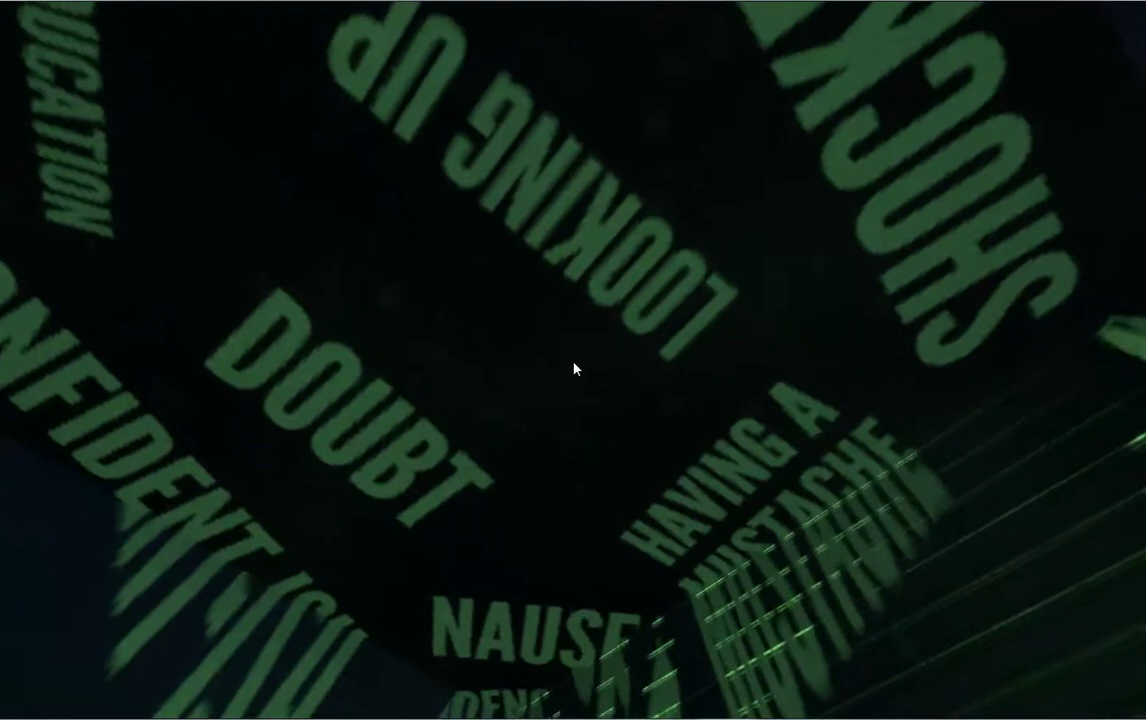 UCATION
LOOKING UP
SHOCK
DOUBT
ONFIDENT
HAVING A
MUSTACHE
NAUSE